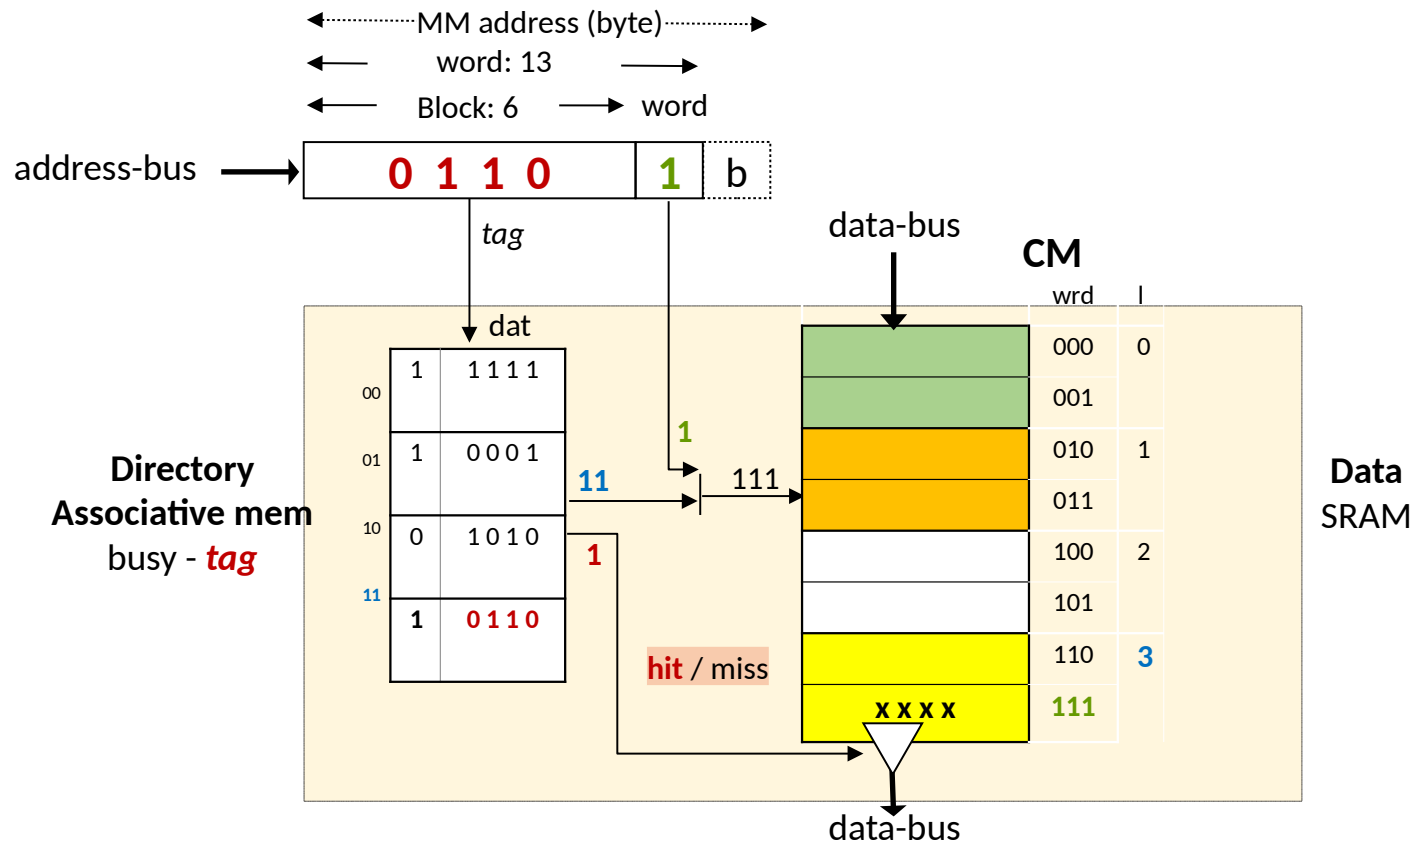 MM address (byte)
word: 13
Block: 6 word
address-bus 0 1 1 0 1 b
tag
data-bus
CM
wrd l
dat
00 1 1 1 1 1
01 1 0 0 0 1
10 0 1 0 1 0
11 1 0 1 1 0
Directory
Associative mem
busy - tag
1
11
111
1
hit / miss
000 0
001
010 1
011
100 2
101
110 3
x x x x 111
Data
SRAM
data-bus